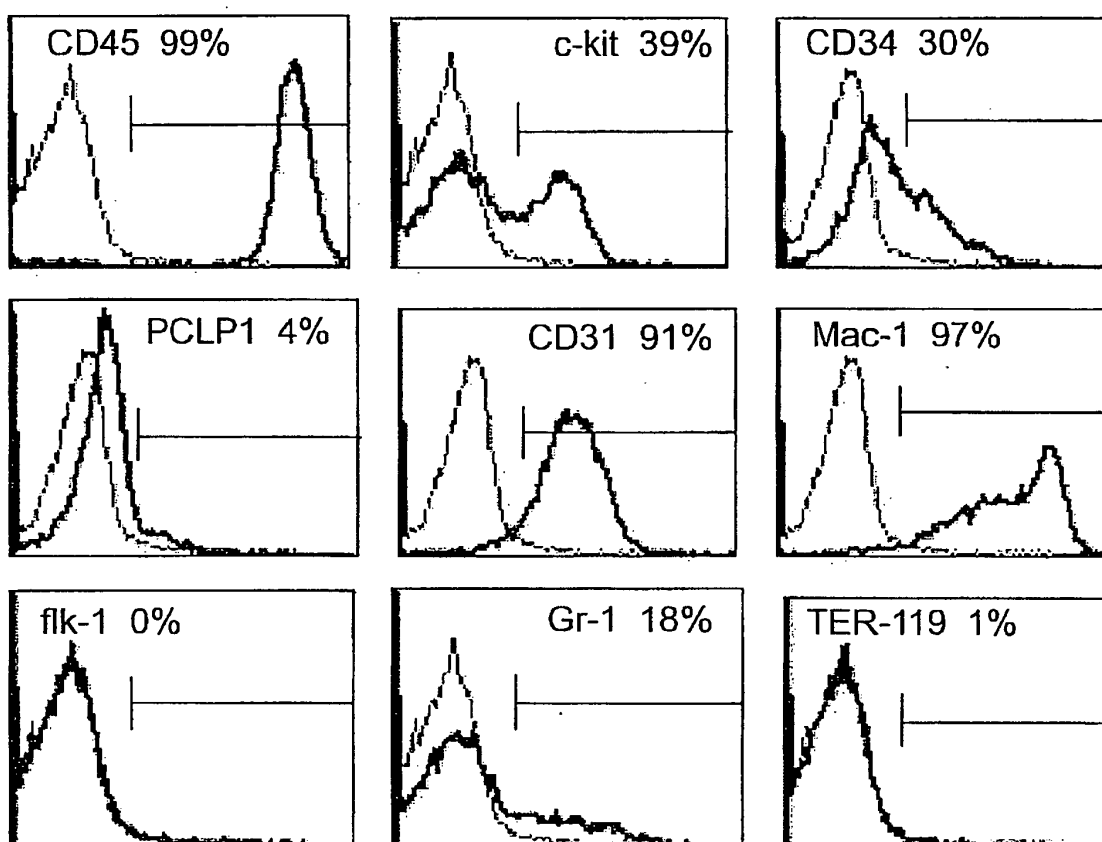 CD45 99%
c-kit 39%
CD34 30%
PCLP1 4%
CD31 91%
Mac-1 97%
flk-1 0%
Gr-1 18%
TER-119 1%